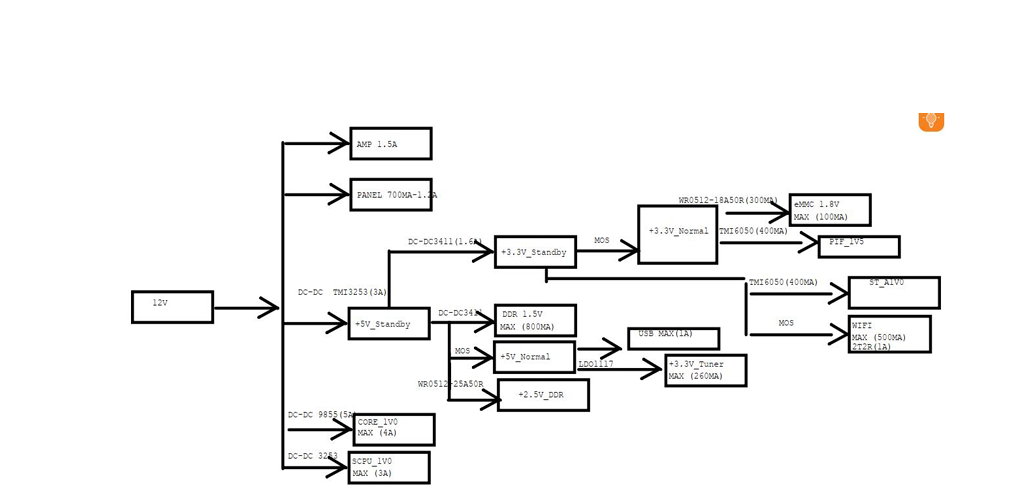 AMP 1.5A
PANEL 700MA-1.2A
WR0512-18A50R(300MA)
eMMC 1.8V
MAX (100MA)
+3.3V_Normal
TMI6050(400MA)
PIF_1V5
DC-DC3411(1.6A)
MOS
+3.3V_Standby
TMI6050(400MA)
ST_A1V0
DC-DC TMI3253(3A)
12V
DC-DC3411
DDR 1.5V
MAX (800MA)
+5V_Standby
MOS
WIFI
MAX (500MA)
2T2R(1A)
USB MAX(1A)
MOS
+5V_Normal
LDO1117
+3.3V_Tuner
MAX (260MA)
WR0512-25A50R
+2.5V_DDR
DC-DC 9855(5A)
CORE_1V0
MAX (4A)
DC-DC 3253
SCPU_1V0
MAX (3A)